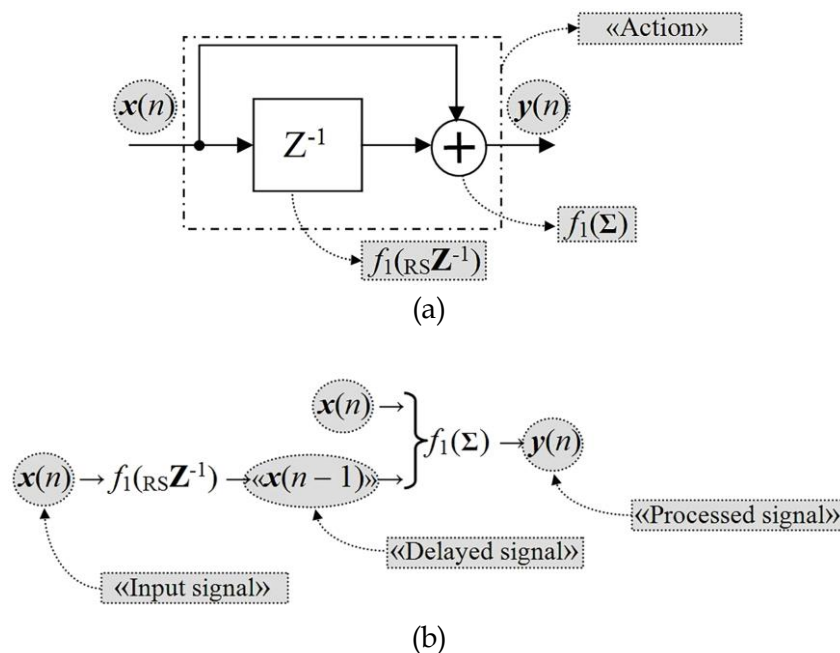 «Action»
x(n)
y(n)
Z⁻¹
+
f₁(Σ)
f₁(RSZ⁻¹)
(a)
x(n) →
x(n) → f₁(RSZ⁻¹) → «x(n – 1)» → } f₁(Σ) → y(n)
«Processed signal»
«Delayed signal»
«Input signal»
(b)